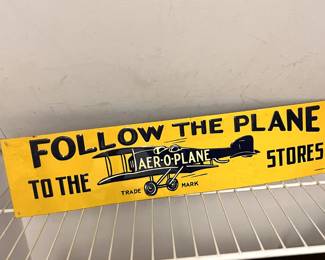 FOLLOW THE PLANE
TO THE AER-O-PLANE STORES
TRADE MARK